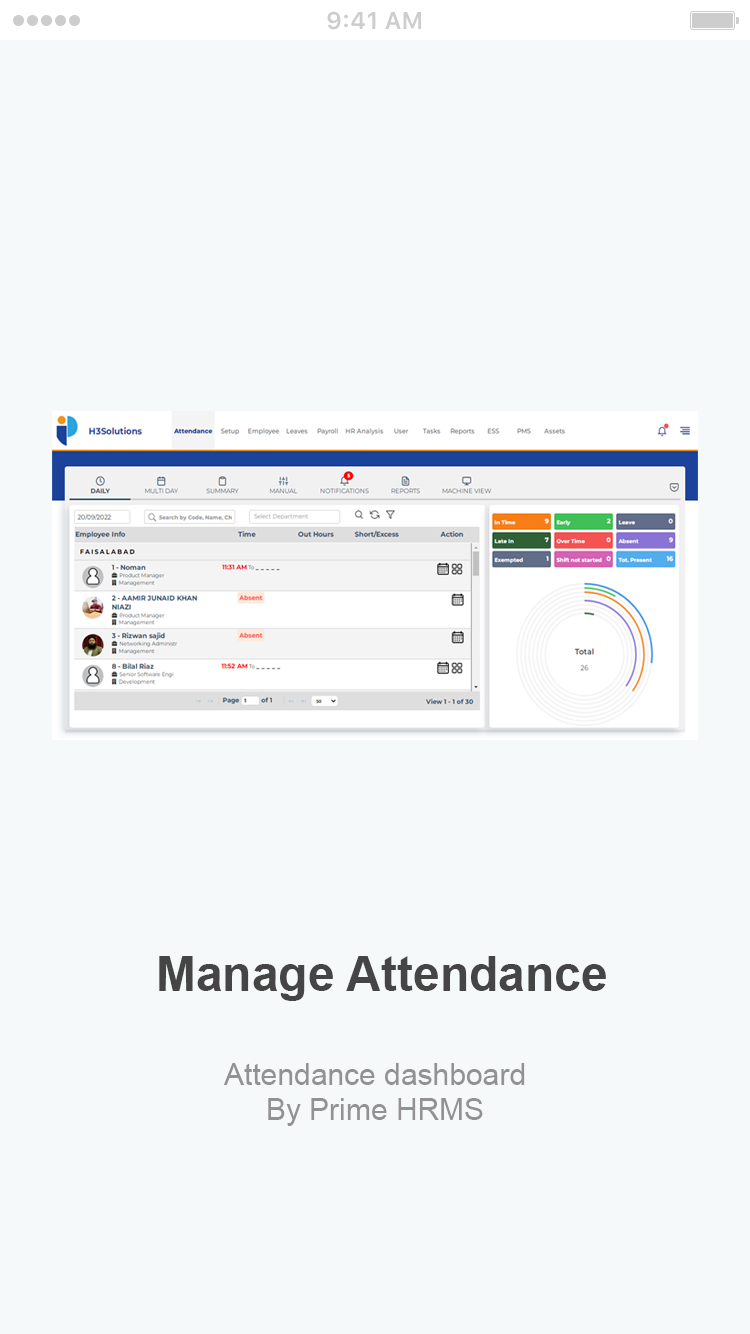 9:41 AM
H3Solutions
Attendance Setup Employee Leaves Payroll HR Analysis User Tasks Reports ESS PMS Assets
8
DAILY MULTI DAY SUMMARY MANUAL NOTIFICATIONS REPORTS MACHINE VIEW
20/09/2022 Search by Code, Name, CN Select Department
Employee Info Time Out Hours Short/Excess Action
FAISALABAD
1 - Noman 11:31 AM To
Product Manager
Management
2 - AAMIR JUNAID KHAN NIAZI Absent
Product Manager
Management
3 - Rizwan sajid Absent
Networking Administr
Management
8 - Bilal Riaz 11:52 AM To
Senior Software Engi
Development
Page 1 of 1 View 1 - 1 of 30
In Time 9 Early 2 Leave 0
Late In 7 Over Time 0 Absent 9
Exempted 1 Shift not started 0 Tot. Present 16
Total
26
Manage Attendance
Attendance dashboard
By Prime HRMS